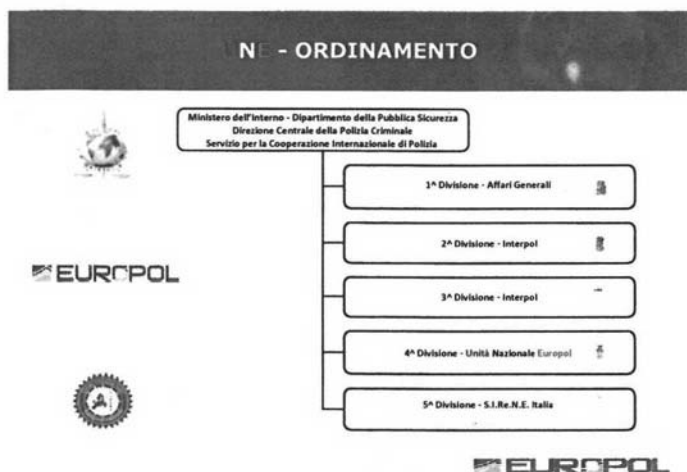 UNE - ORDINAMENTO
Ministero dell'Interno - Dipartimento della Pubblica Sicurezza
Direzione Centrale della Polizia Criminale
Servizio per la Cooperazione Internazionale di Polizia
1^ Divisione - Affari Generali
2^ Divisione - Interpol
EUROPOL
3^ Divisione - Interpol
4^ Divisione - Unità Nazionale Europol
5^ Divisione - S.I.Re.N.E. Italia
EUROPOL